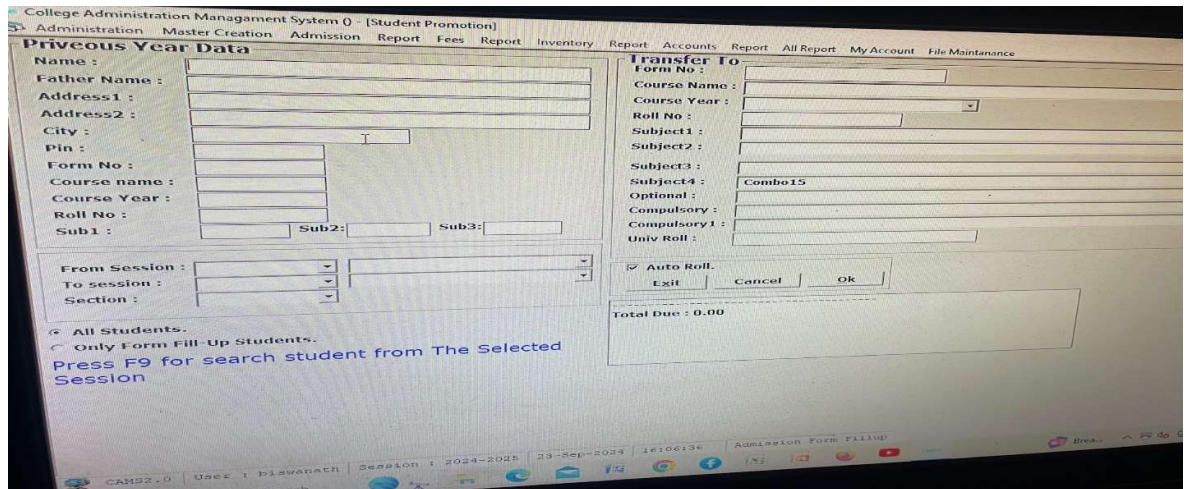 College Administration Managament System () - [Student Promotion]
Administration Master Creation Admission Report Fees Report Inventory Report Accounts Report All Report My Account File Maintanance
Priveous Year Data
Name :
Father Name :
Address1 :
Address2 :
City :
Pin :
Form No :
Course name :
Course Year :
Roll No :
Sub1 : Sub2: Sub3:
From Session :
To session :
Section :
All Students.
Only Form Fill-Up Students.
Press F9 for search student from The Selected
Session
Transfer To
Form No :
Course Name :
Course Year :
Roll No :
Subject1 :
Subject2 :
Subject3 :
Subject4 : Combo15
Optional :
Compulsory :
Compulsory1 :
Univ Roll :
Auto Roll.
Exit Cancel Ok
Total Due : 0.00
CAMS2.0 User : biswanath Session : 2024-2025 23-Sep-2024 16:06:36 Admission Form Fillup
Brea...